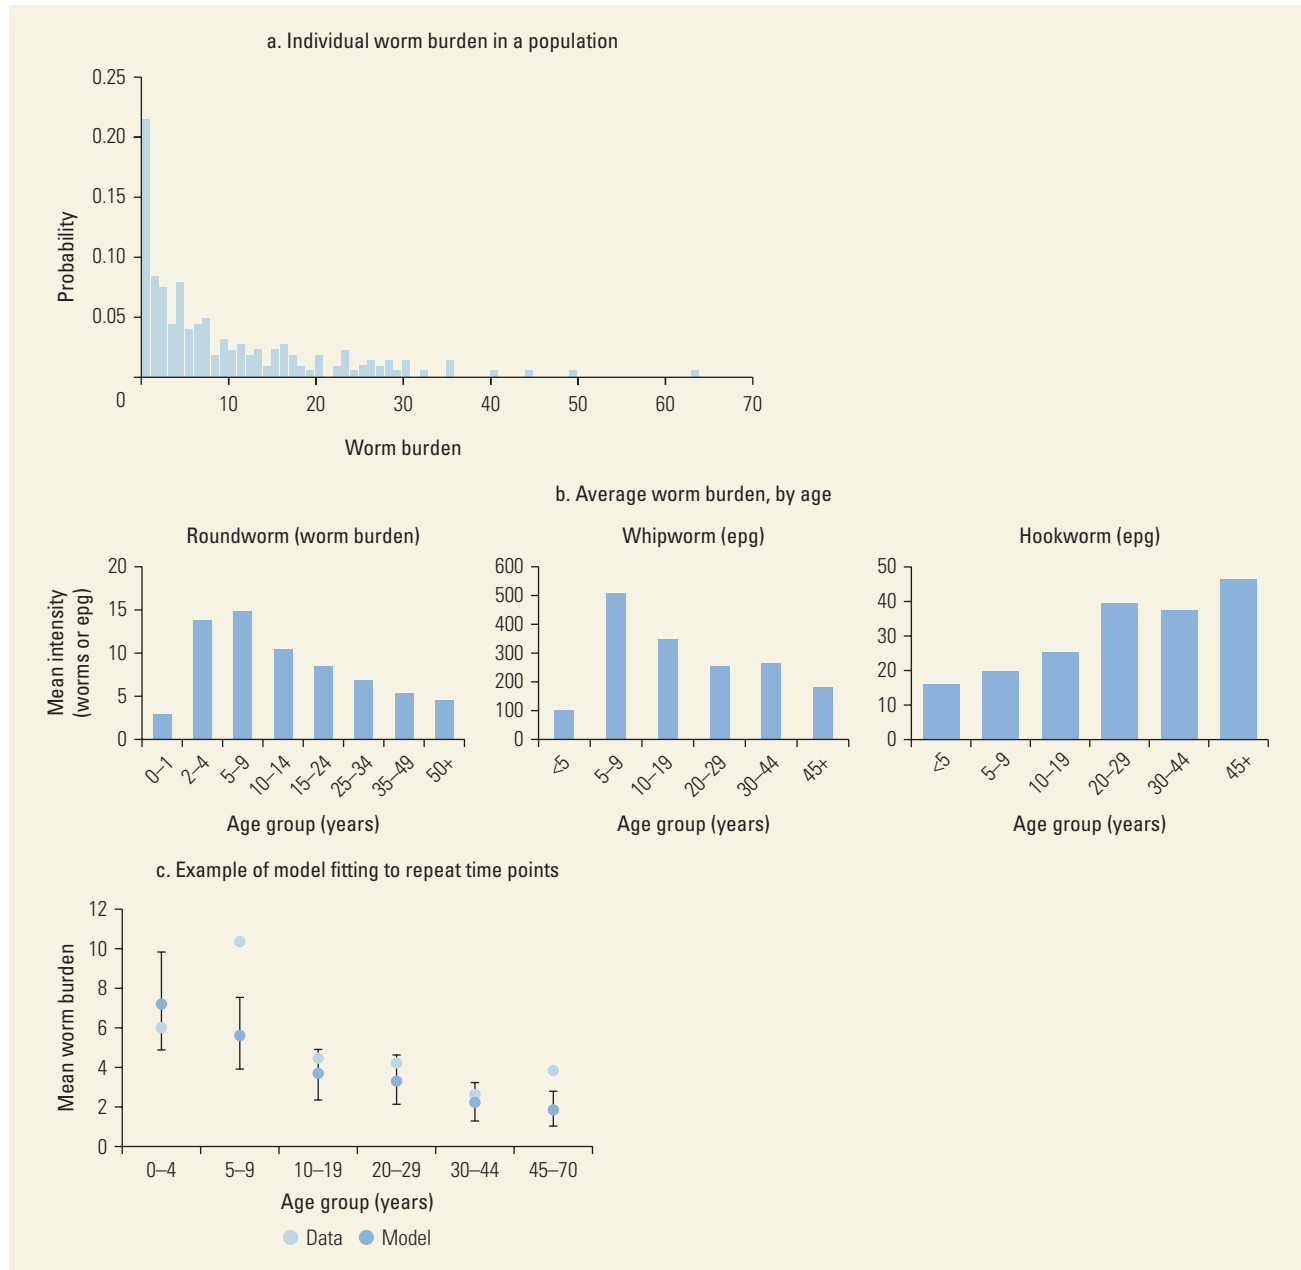 a. Individual worm burden in a population
0.25
0.20
0.15
0.10
0.05
0
Probability
10 20 30 40 50 60 70
Worm burden
b. Average worm burden, by age
Roundworm (worm burden)
Mean intensity
(worms or epg)
20
15
10
5
0
0–1 2–4 5–9 10–14 15–24 25–34 35–49 50+
Age group (years)
Whipworm (epg)
600
500
400
300
200
100
0
<5 5–9 10–19 20–29 30–44 45+
Age group (years)
Hookworm (epg)
50
40
30
20
10
0
<5 5–9 10–19 20–29 30–44 45+
Age group (years)
c. Example of model fitting to repeat time points
Mean worm burden
12
10
8
6
4
2
0
0–4 5–9 10–19 20–29 30–44 45–70
Age group (years)
Data Model